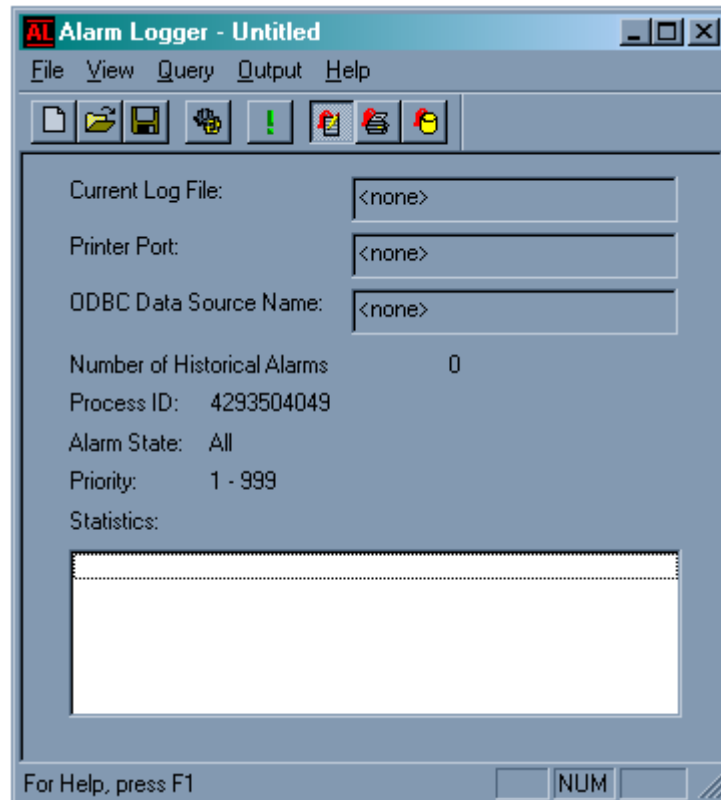 AL Alarm Logger - Untitled
File View Query Output Help
Current Log File: <none>
Printer Port: <none>
ODBC Data Source Name: <none>
Number of Historical Alarms 0
Process ID: 4293504049
Alarm State: All
Priority: 1 - 999
Statistics:
For Help, press F1 NUM